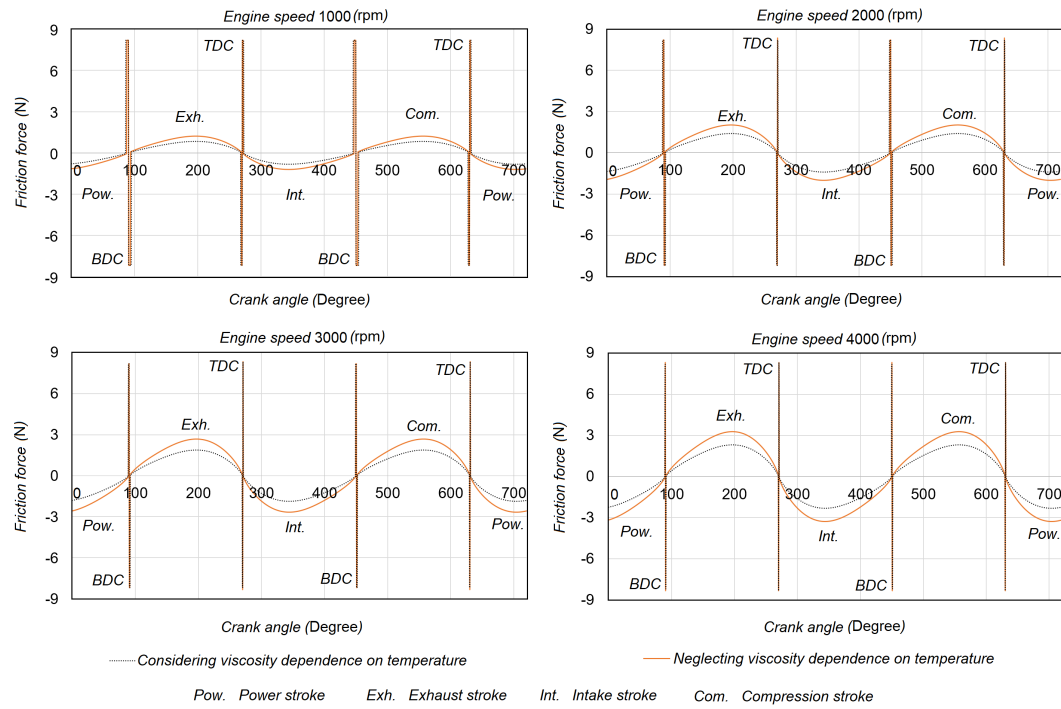 Engine speed 1000 (rpm)
9
6
3
0
-3
-6
-9
Friction force (N)
TDC
TDC
Exh.
Com.
0 100 200 300 400 500 600 700
Pow.
Int.
Pow.
BDC
BDC
Crank angle (Degree)
Engine speed 2000 (rpm)
9
6
3
0
-3
-6
-9
Friction force (N)
TDC
TDC
Exh.
Com.
0 100 200 300 400 500 600 700
Pow.
Int.
Pow.
BDC
BDC
Crank angle (Degree)
Engine speed 3000 (rpm)
9
6
3
0
-3
-6
-9
Friction force (N)
TDC
TDC
Exh.
Com.
0 100 200 300 400 500 600 700
Pow.
Int.
Pow.
BDC
BDC
Crank angle (Degree)
Engine speed 4000 (rpm)
9
6
3
0
-3
-6
-9
Friction force (N)
TDC
TDC
Exh.
Com.
0 100 200 300 400 500 600 700
Pow.
Int.
Pow.
BDC
BDC
Crank angle (Degree)
Considering viscosity dependence on temperature
Neglecting viscosity dependence on temperature
Pow. Power stroke Exh. Exhaust stroke Int. Intake stroke Com. Compression stroke